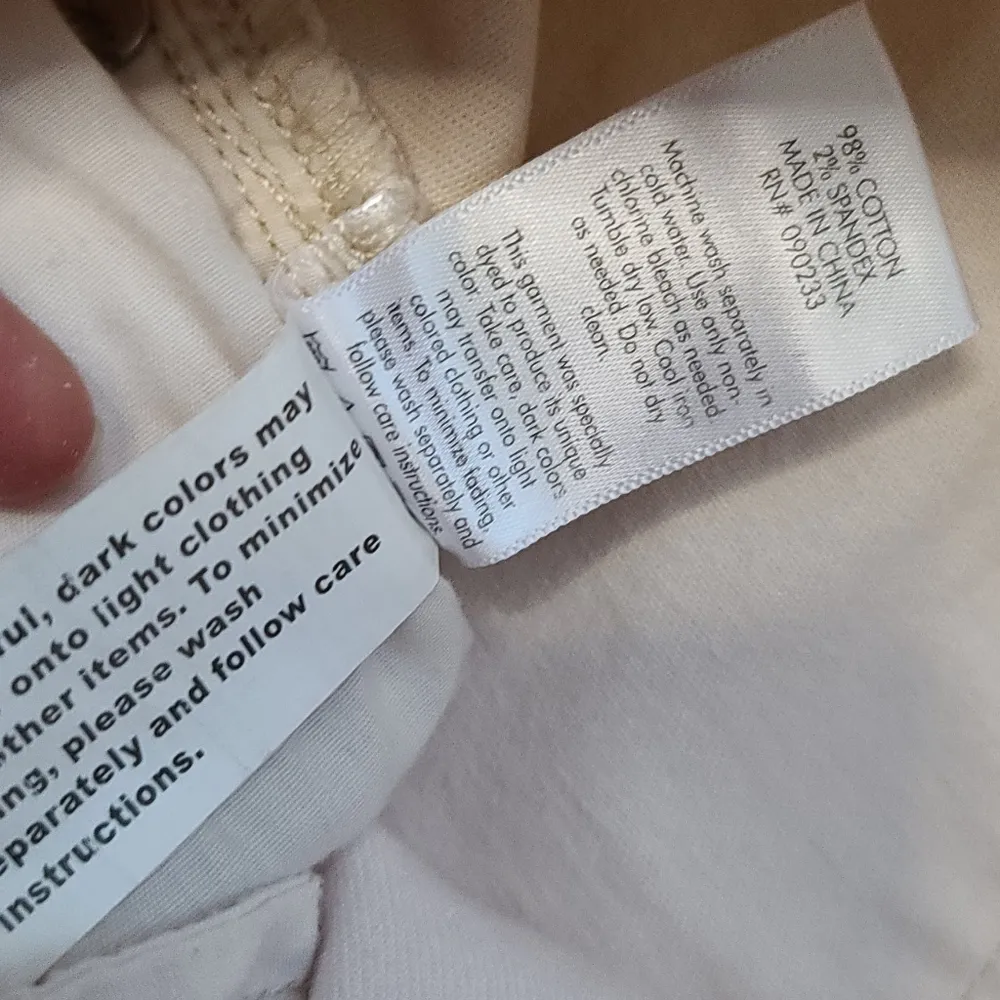 98% COTTON
2% SPANDEX
MADE IN CHINA
RN# 090233
Machine wash separately in
cold water. Use only non-
chlorine bleach as needed
Tumble dry low. Cool iron
as needed. Do not dry
clean.
This garment was specially
dyed to produce its unique
color. Take care, dark colors
may transfer onto light
colored clothing or other
items. To minimize fading,
please wash separately and
follow care instructions.
dark colors may
onto light clothing
items. To minimize
please wash
and follow care
instructions.